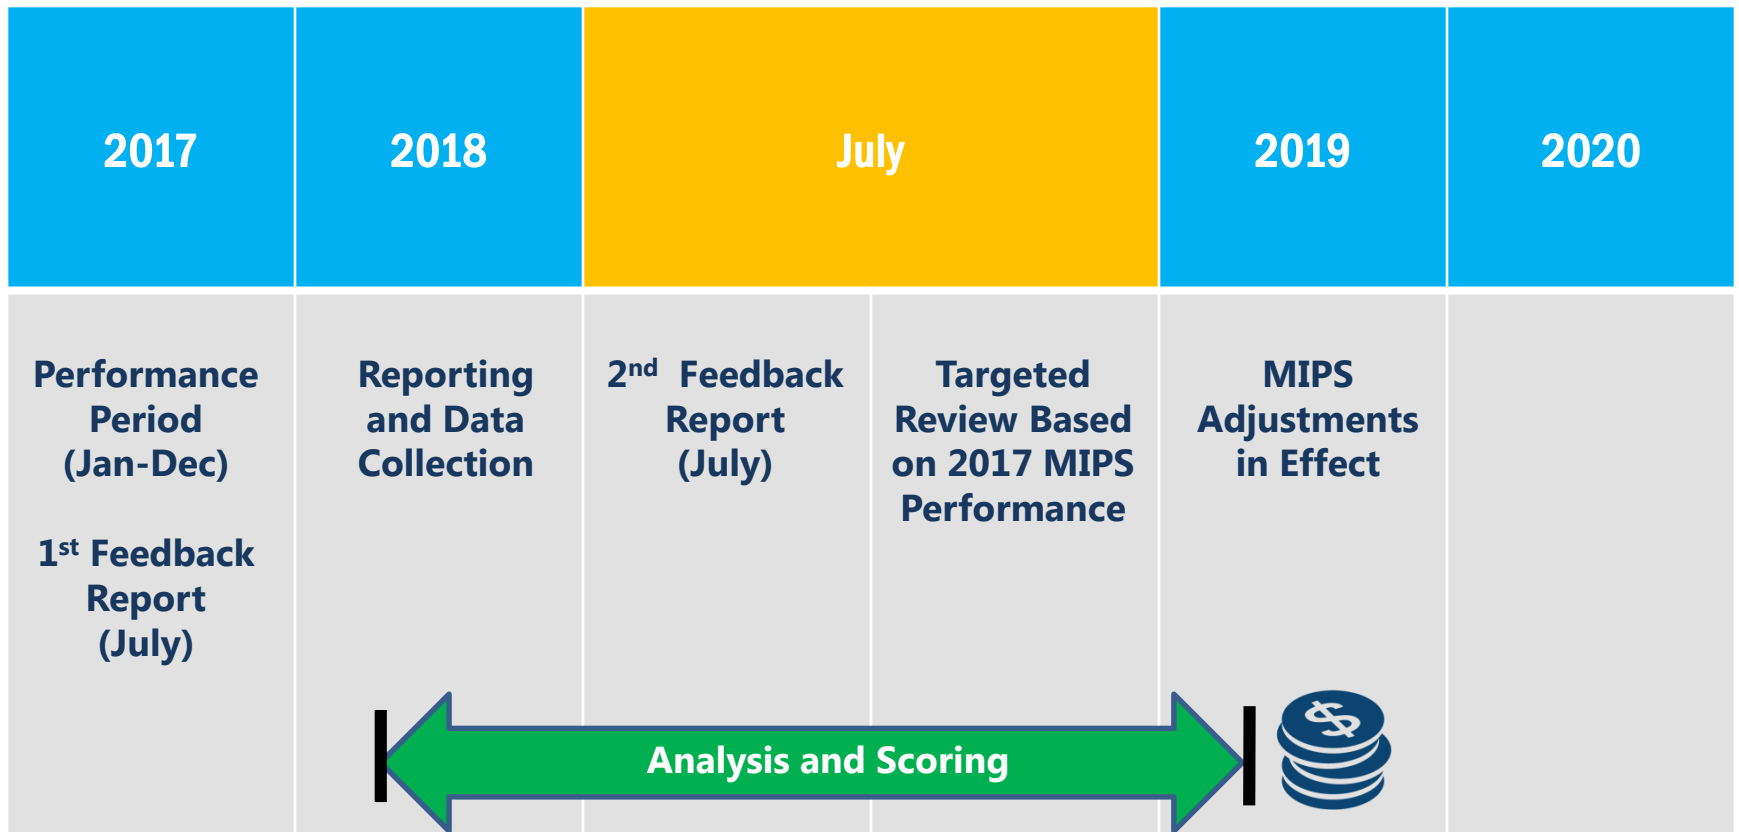 2017
2018
July
2019
2020
Performance
Period
(Jan-Dec)
1st Feedback
Report
(July)
Reporting
and Data
Collection
2nd Feedback
Report
(July)
Targeted
Review Based
on 2017 MIPS
Performance
MIPS
Adjustments
in Effect
Analysis and Scoring
$